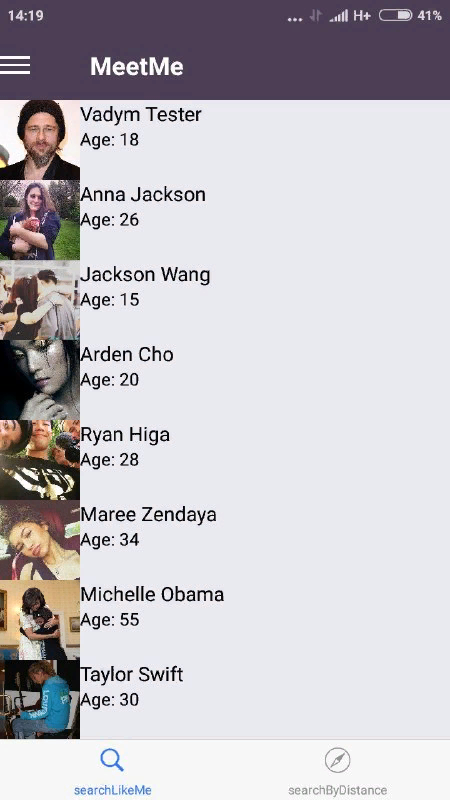 14:19
... H+ 41%
MeetMe
Vadym Tester
Age: 18
Anna Jackson
Age: 26
Jackson Wang
Age: 15
Arden Cho
Age: 20
Ryan Higa
Age: 28
Maree Zendaya
Age: 34
Michelle Obama
Age: 55
Taylor Swift
Age: 30
searchLikeMe
searchByDistance